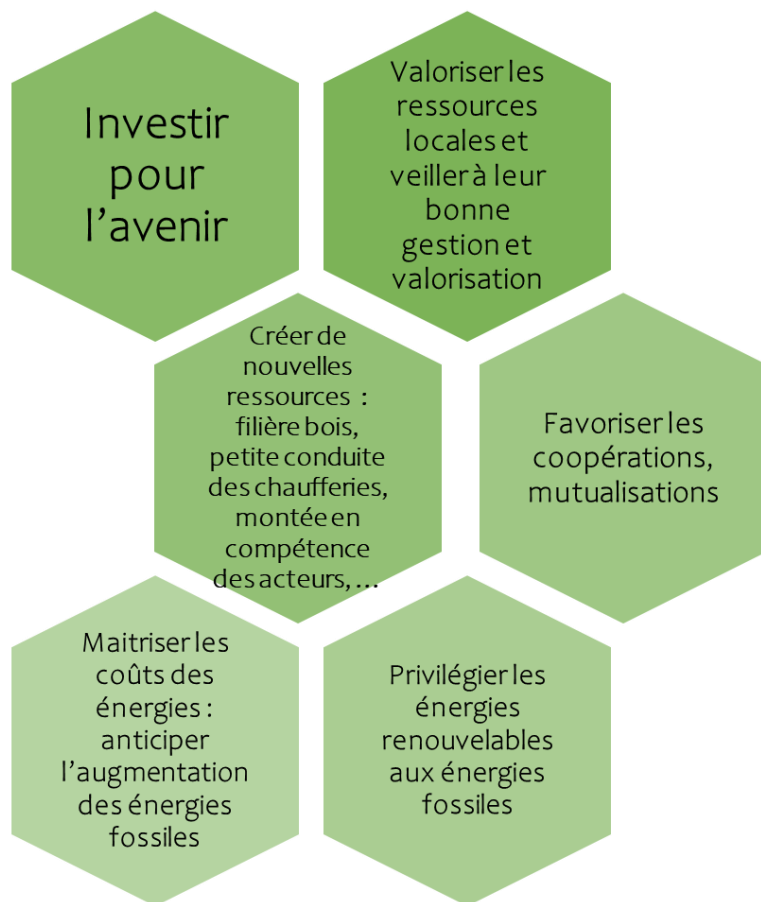 Investir
pour
l’avenir
Valoriser les
ressources
locales et
veiller à leur
bonne
gestion et
valorisation
Créer de
nouvelles
ressources :
filière bois,
petite conduite
des chaufferies,
montée en
compétence
des acteurs, …
Favoriser les
coopérations,
mutualisations
Maitriser les
coûts des
énergies :
anticiper
l’augmentation
des énergies
fossiles
Privilégier les
énergies
renouvelables
aux énergies
fossiles